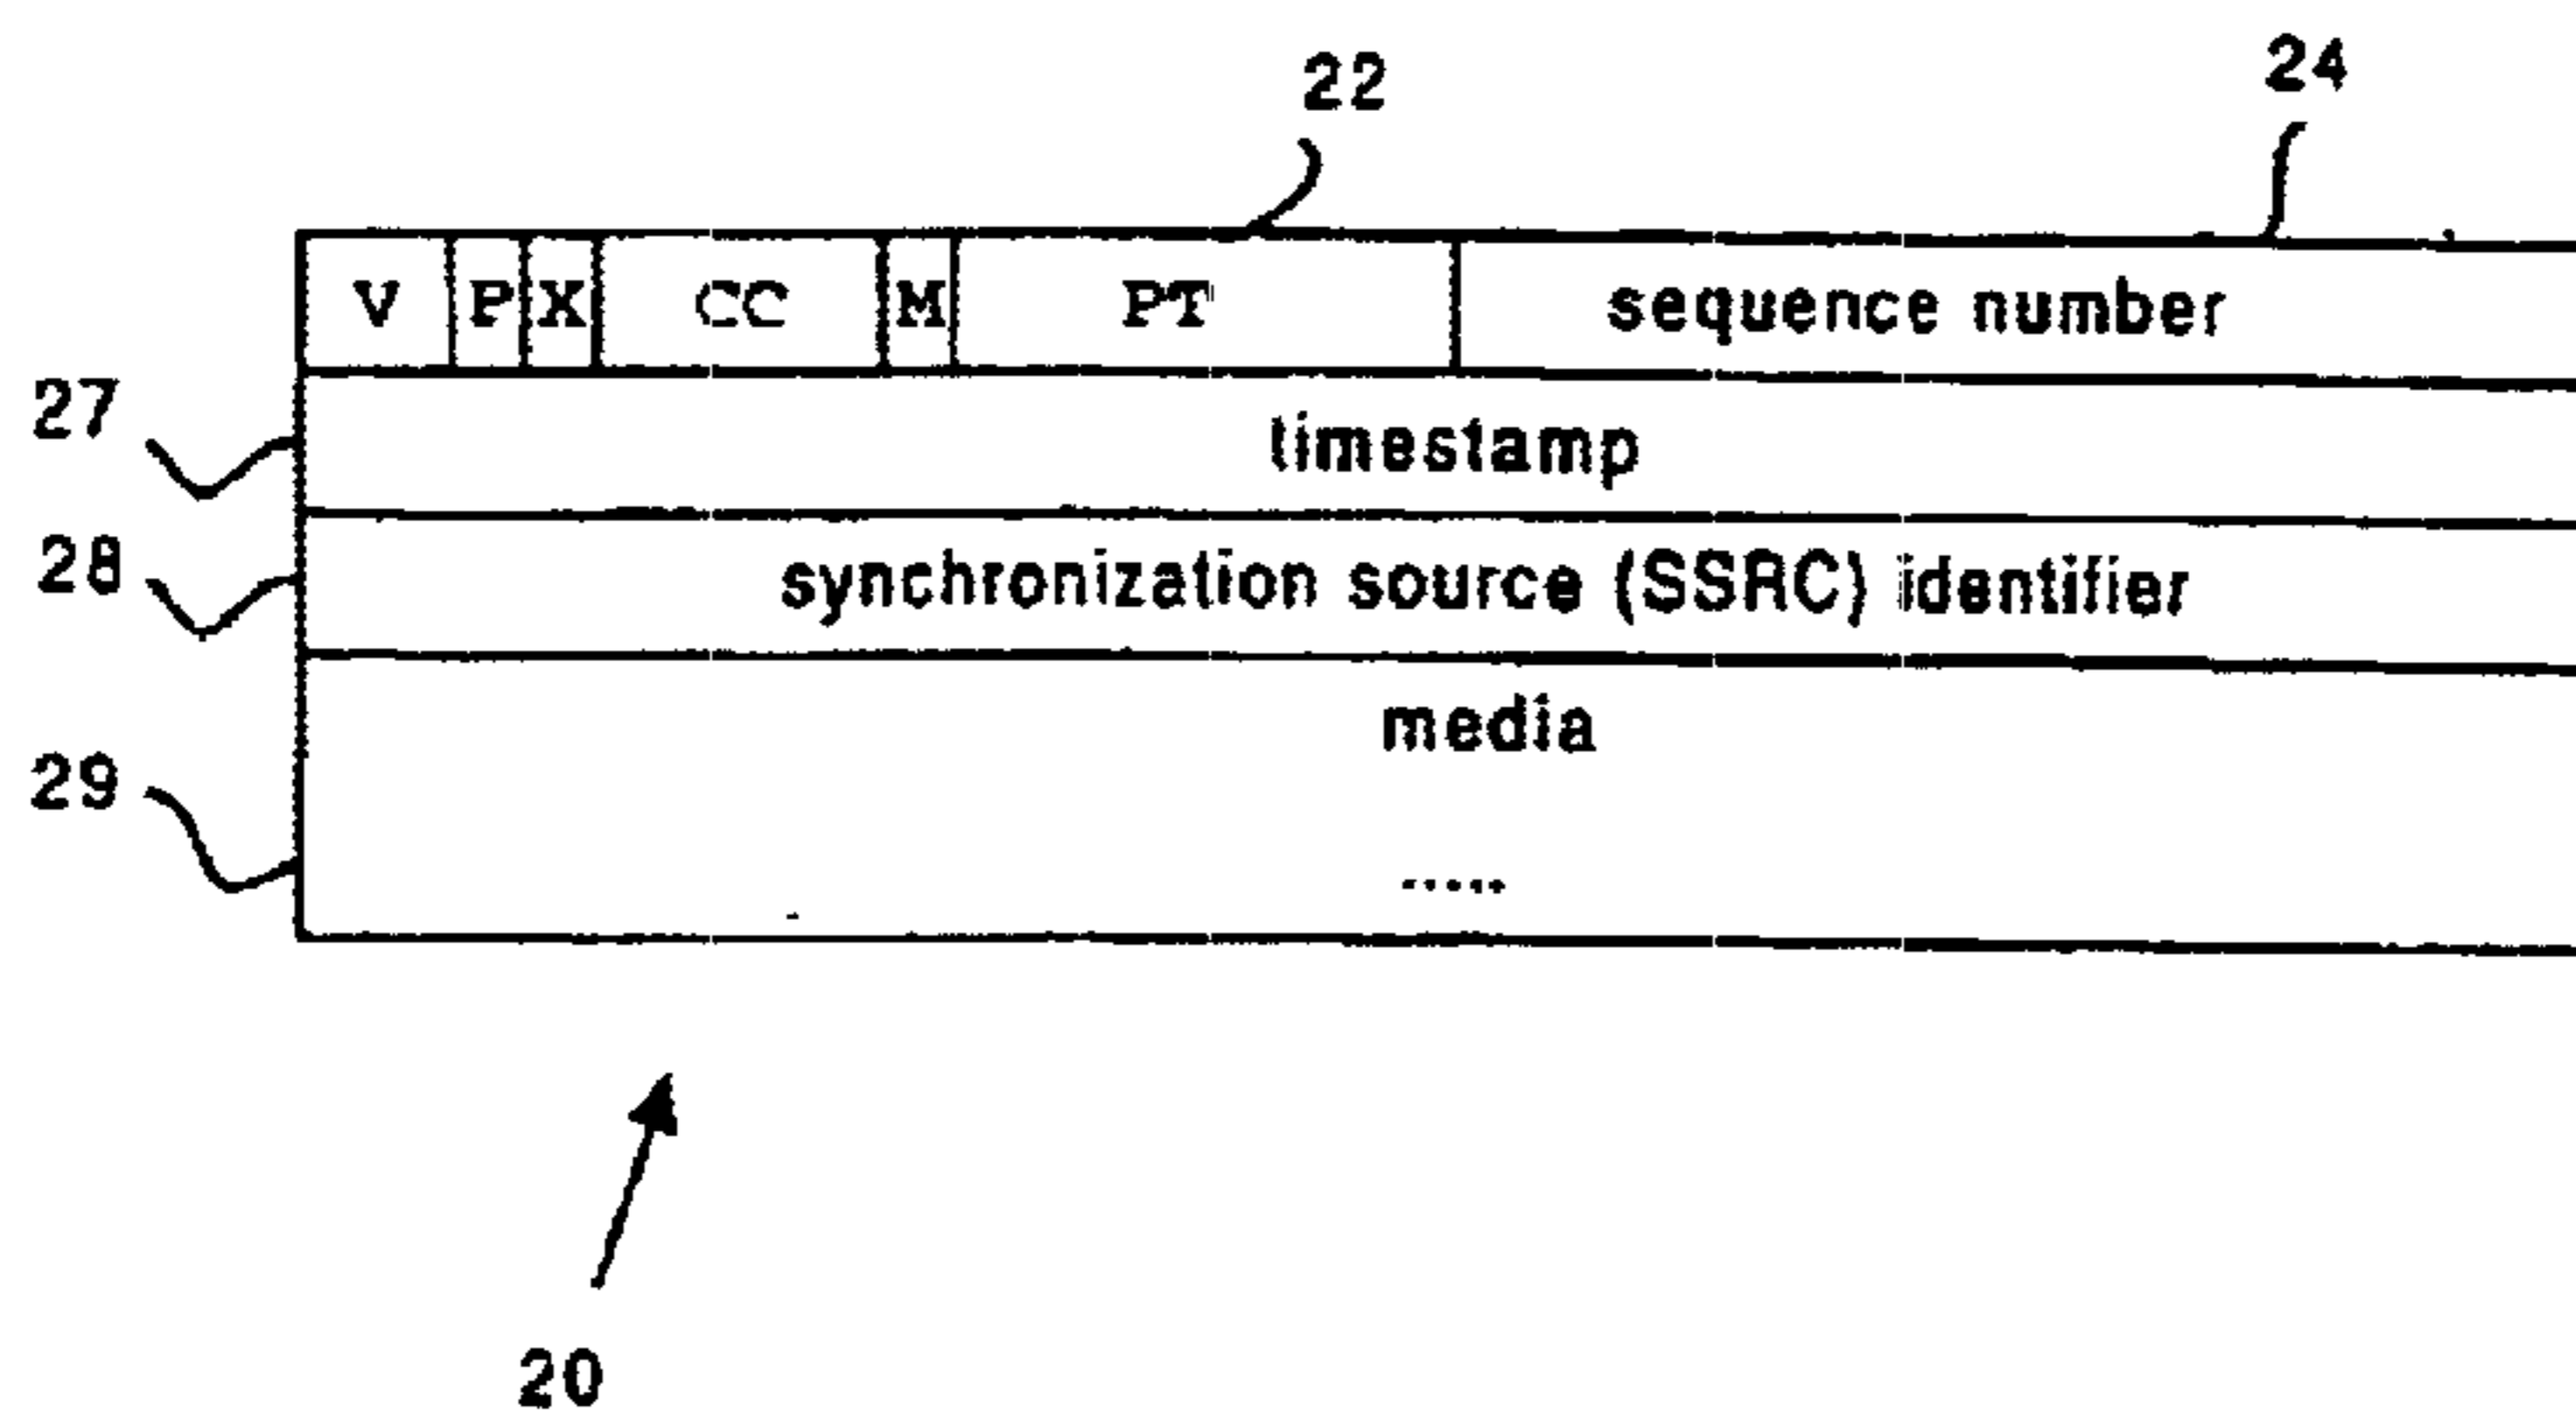 22 24
V P X CC M PT sequence number
27 timestamp
28 synchronization source (SSRC) identifier
media
29
.....
20